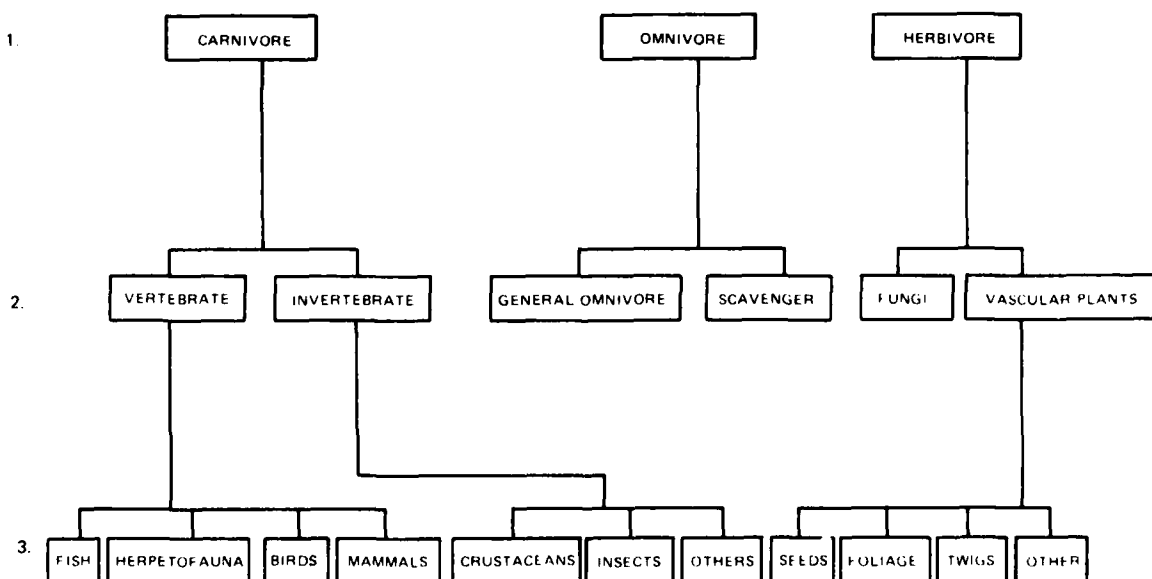 1. CARNIVORE OMNIVORE HERBIVORE
2. VERTEBRATE INVERTEBRATE GENERAL OMNIVORE SCAVENGER FUNGI VASCULAR PLANTS
3. FISH HERPETOFAUNA BIRDS MAMMALS CRUSTACEANS INSECTS OTHERS SEEDS FOLIAGE TWIGS OTHER